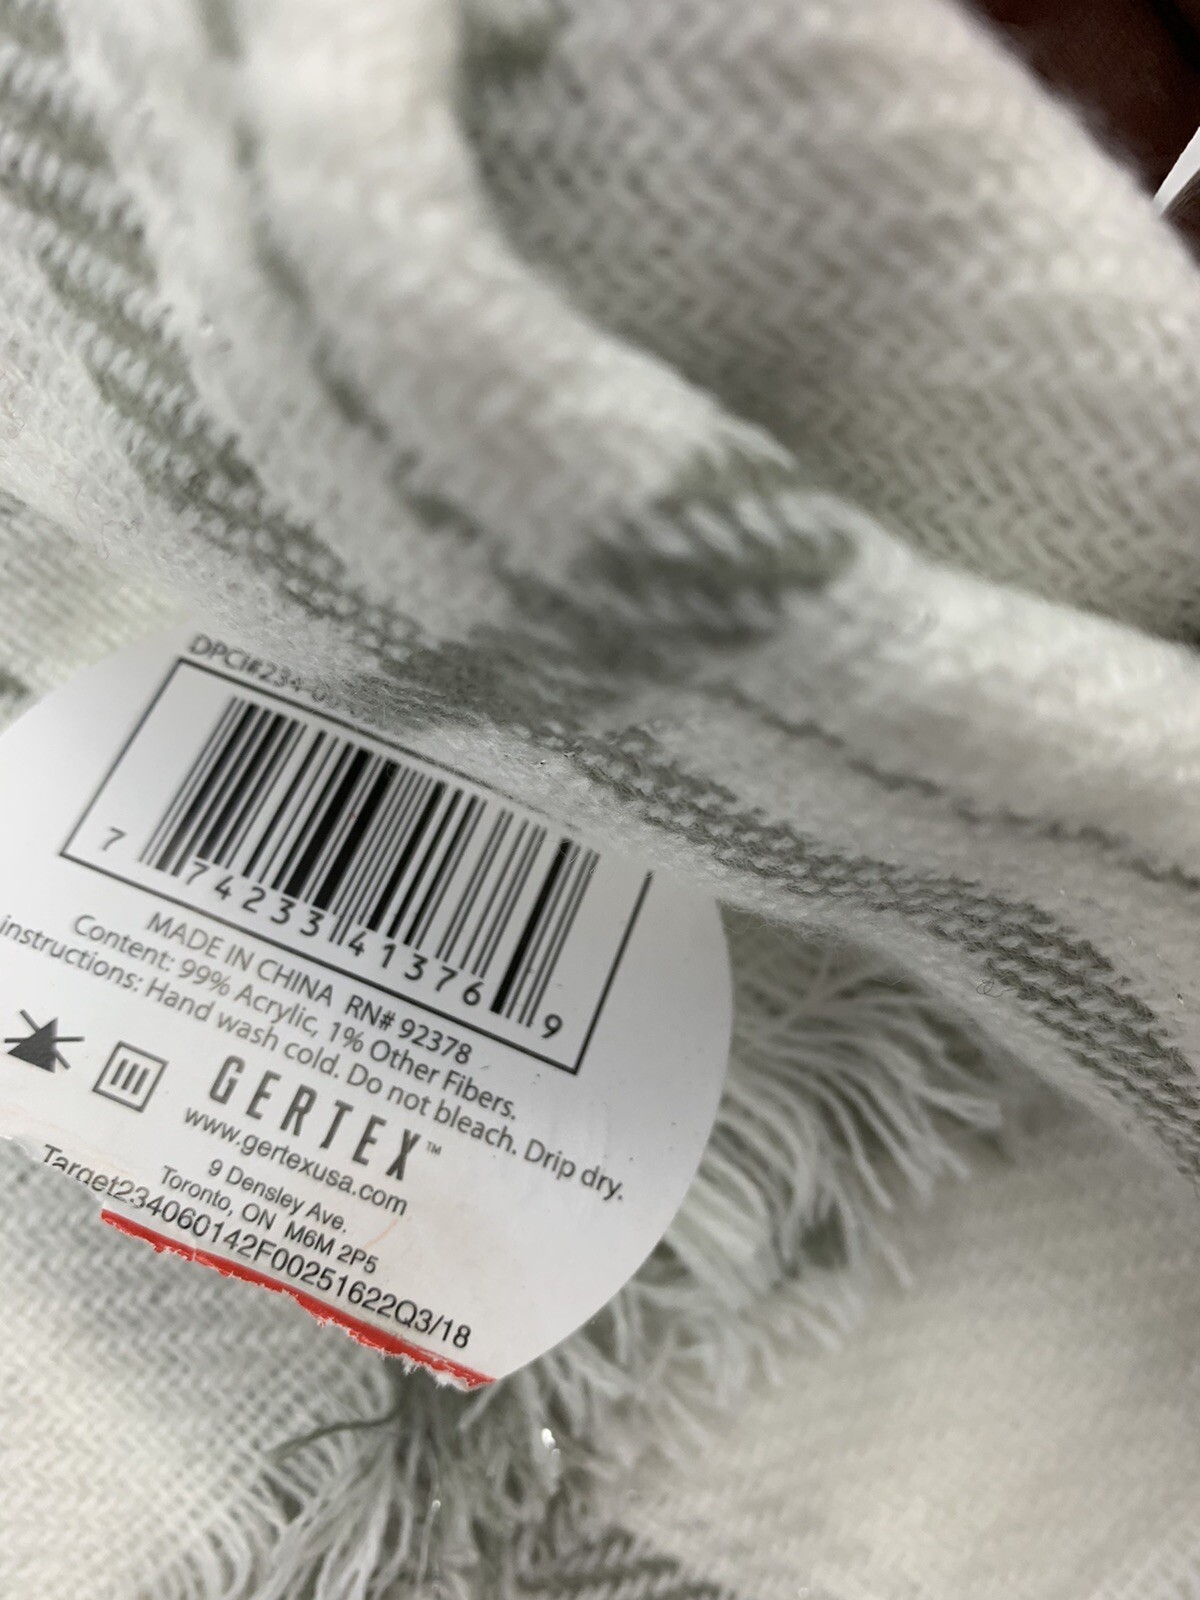 DPCI#234-0
7 74233 41376 9
MADE IN CHINA RN# 92378
Content: 99% Acrylic, 1% Other Fibers.
instructions: Hand wash cold. Do not bleach. Drip dry.
GERTEX™
www.gertexusa.com
9 Densley Ave.
Toronto, ON M6M 2P5
Target234060142F00251622Q3/18